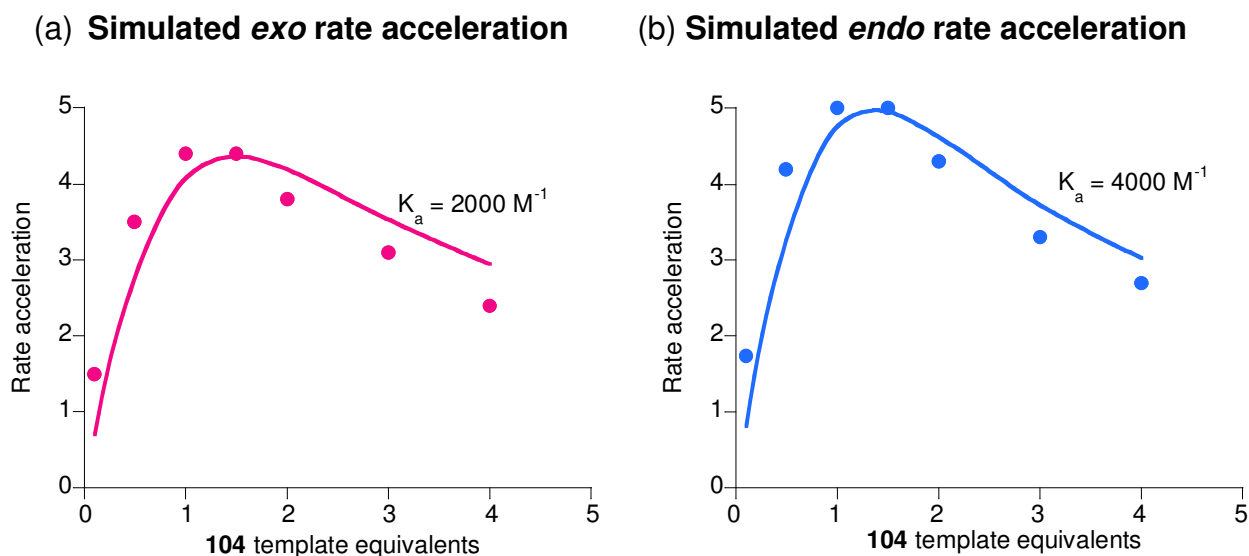 (a) Simulated exo rate acceleration
5
4
3
2
1
0
Rate acceleration
K_a = 2000 M^-1
0 1 2 3 4 5
104 template equivalents
(b) Simulated endo rate acceleration
5
4
3
2
1
0
Rate acceleration
K_a = 4000 M^-1
0 1 2 3 4 5
104 template equivalents